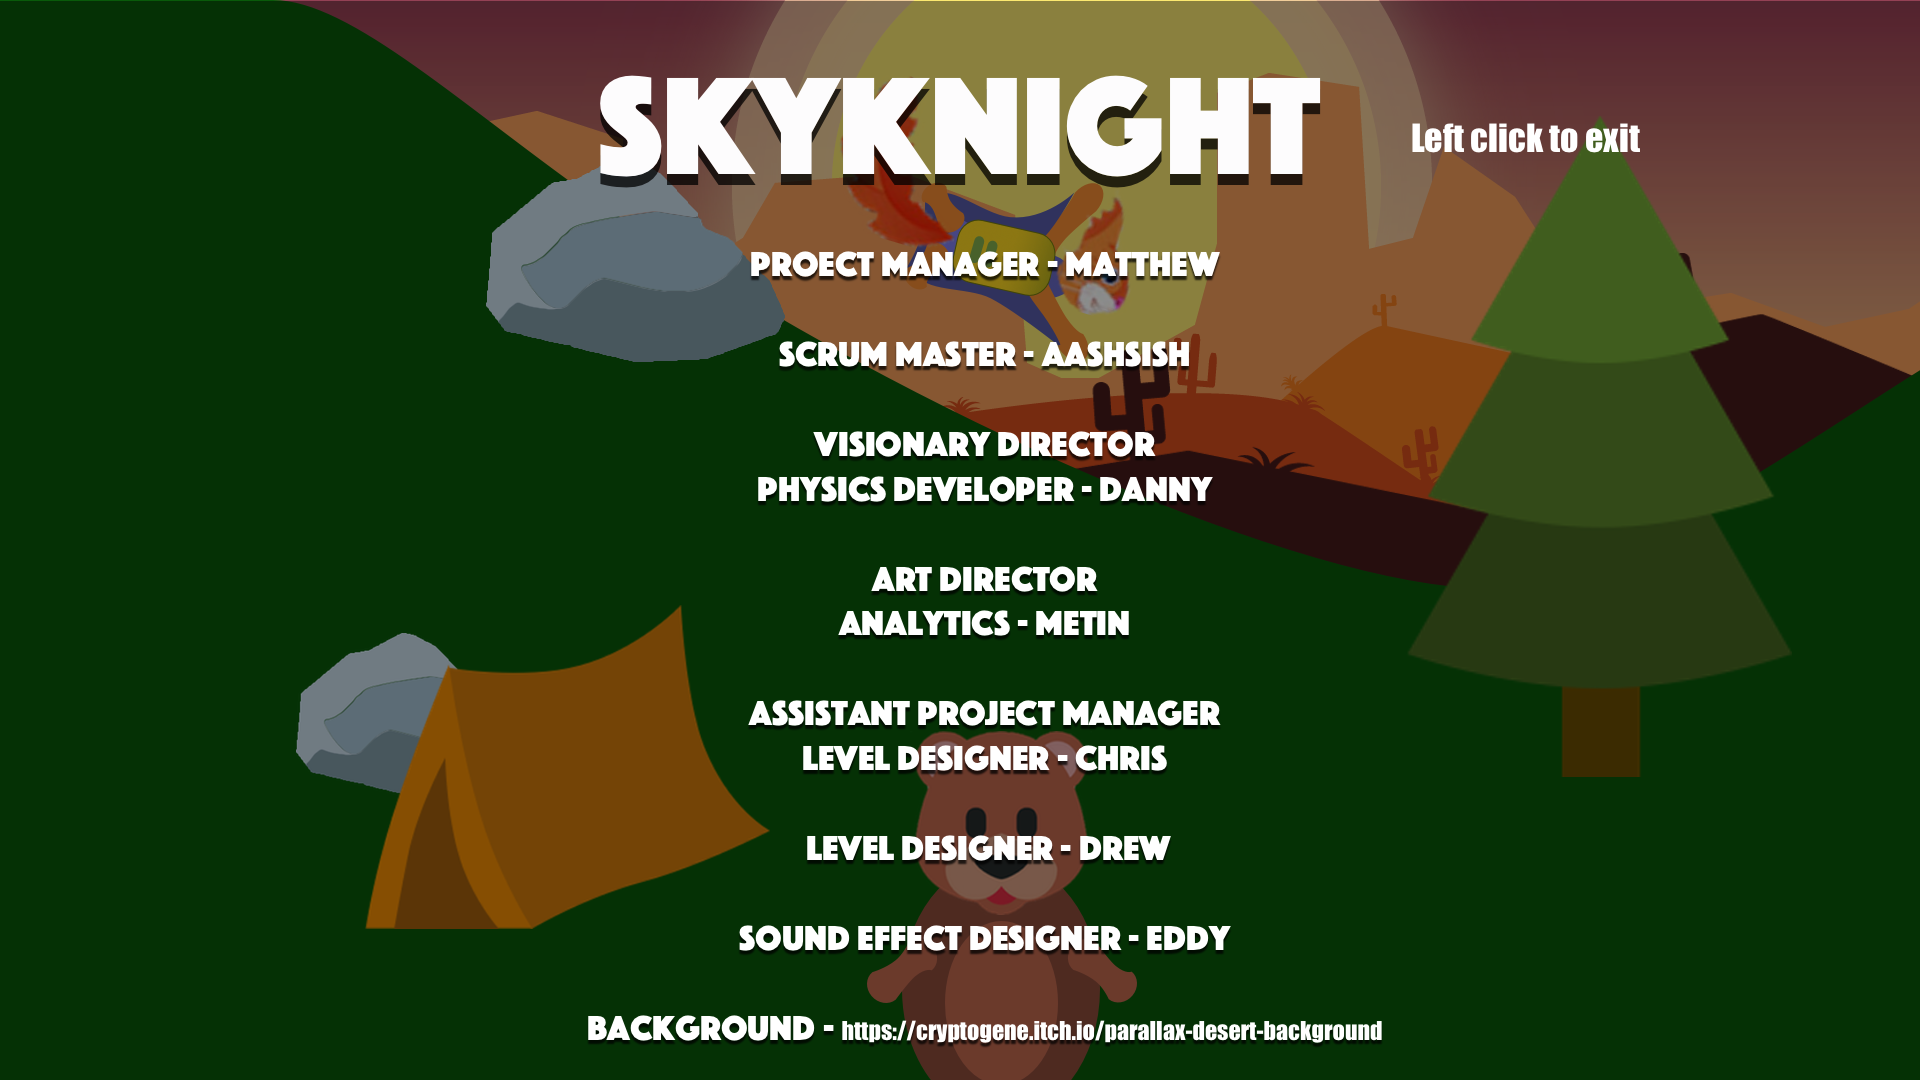 SKYKNIGHT
Left click to exit
PROECT MANAGER - MATTHEW
SCRUM MASTER - AASHSISH
VISIONARY DIRECTOR
PHYSICS DEVELOPER - DANNY
ART DIRECTOR
ANALYTICS - METIN
ASSISTANT PROJECT MANAGER
LEVEL DESIGNER - CHRIS
LEVEL DESIGNER - DREW
SOUND EFFECT DESIGNER - EDDY
BACKGROUND - https://cryptogene.itch.io/parallax-desert-background